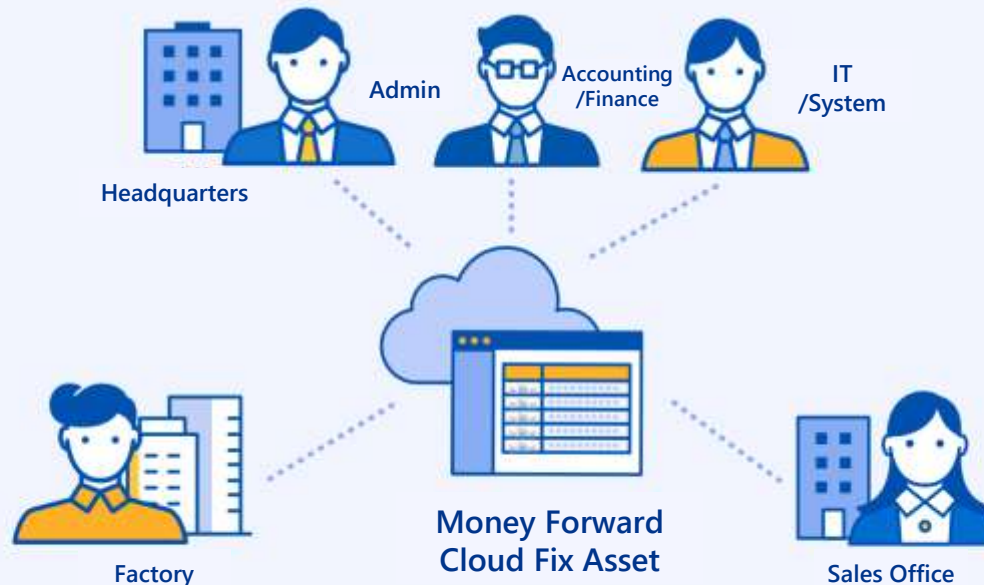 Admin
Accounting
/Finance
IT
/System
Headquarters
Money Forward
Cloud Fix Asset
Factory
Sales Office